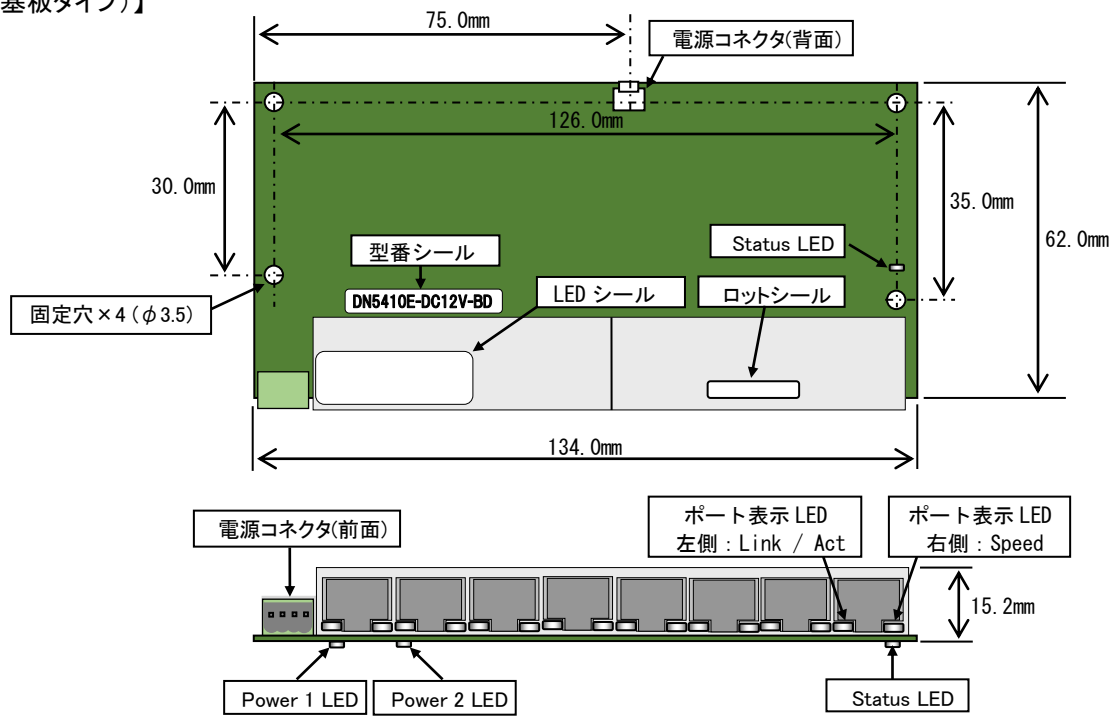 基板タイプ)】
75.0mm
電源コネクタ(背面)
126.0mm
30.0mm
35.0mm
62.0mm
Status LED
型番シール
LED シール
ロットシール
DN5410E-DC12V-BD
固定穴×4(φ3.5)
134.0mm
電源コネクタ(前面)
ポート表示 LED
左側:Link / Act
ポート表示 LED
右側:Speed
15.2mm
Power 1 LED
Power 2 LED
Status LED